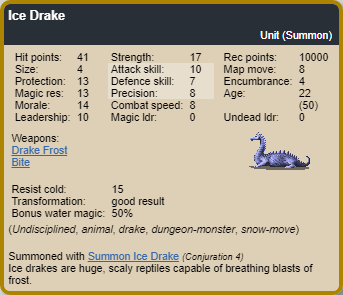 Ice Drake
Unit (Summon)
Hit points: 41 Strength: 17 Rec points: 10000
Size: 4 Attack skill: 10 Map move: 8
Protection: 13 Defence skill: 7 Encumbrance: 4
Magic res: 13 Precision: 8 Age: 22
Morale: 14 Combat speed: 8 (50)
Leadership: 10 Magic ldr: 0 Undead ldr: 0
Weapons:
Drake Frost
Bite
Resist cold: 15
Transformation: good result
Bonus water magic: 50%
(Undisciplined, animal, drake, dungeon-monster, snow-move)
Summoned with Summon Ice Drake (Conjuration 4)
Ice drakes are huge, scaly reptiles capable of breathing blasts of
frost.